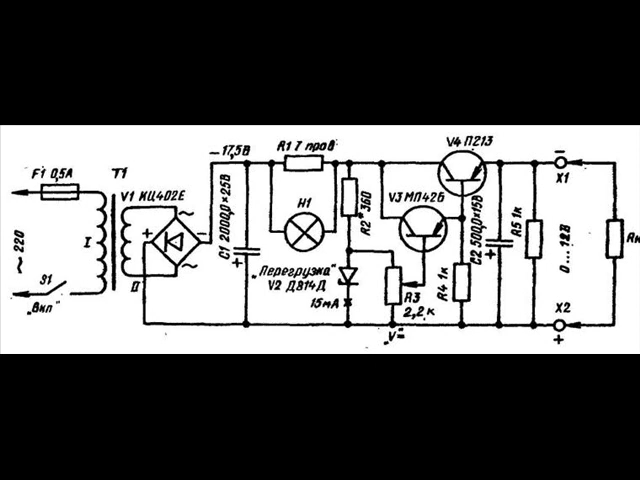 F1 0,5А
Т1
V1 КЦ402Е
~ 220
S1
„Вкл"
I
II
~
+
−
~
−17,5В
C1 2000,0×25В
+
R1 7 пров
H1
„Перегрузка"
R2* 360
V2 Д814Д
15мА
R3
2,2к
„V="
V3 МП42Б
V4 П213
R4 1к
C2 500,0×15В
+
R5 1к
−
X1
0...12В
X2
+
Rн